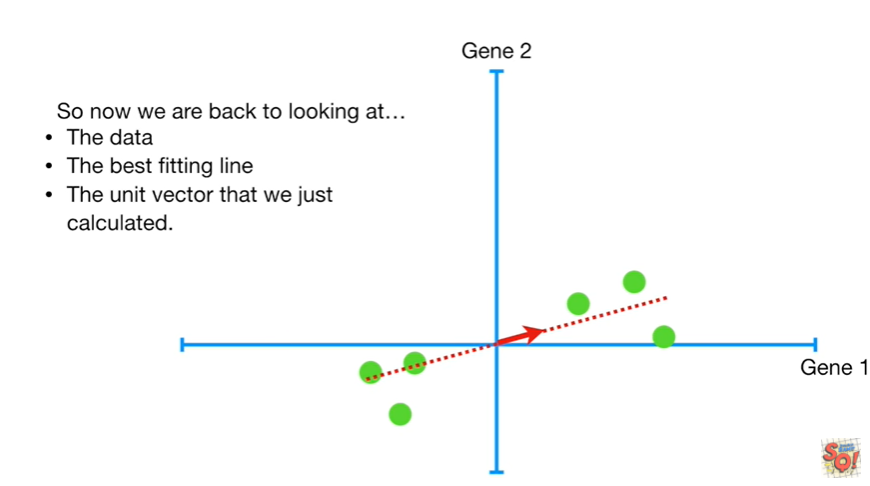 Gene 2
So now we are back to looking at…
• The data
• The best fitting line
• The unit vector that we just
calculated.
Gene 1
SO!